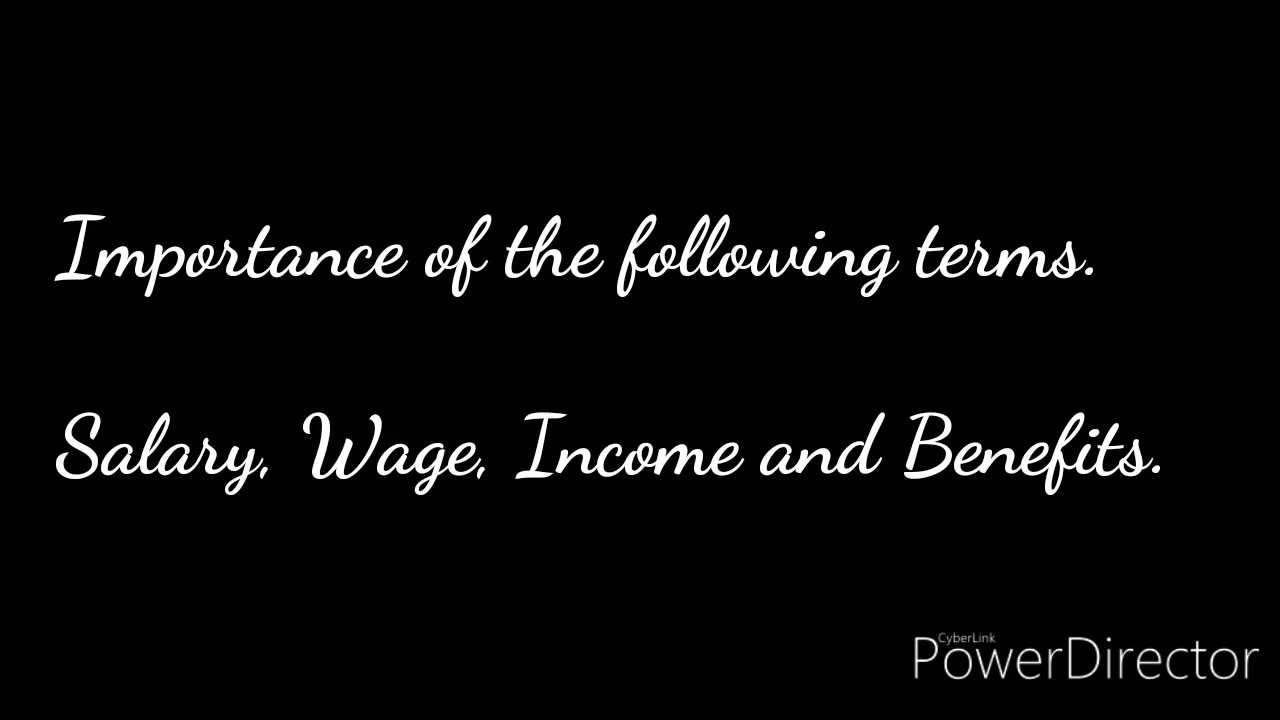 Importance of the following terms.
Salary, Wage, Income and Benefits.
CyberLink
PowerDirector